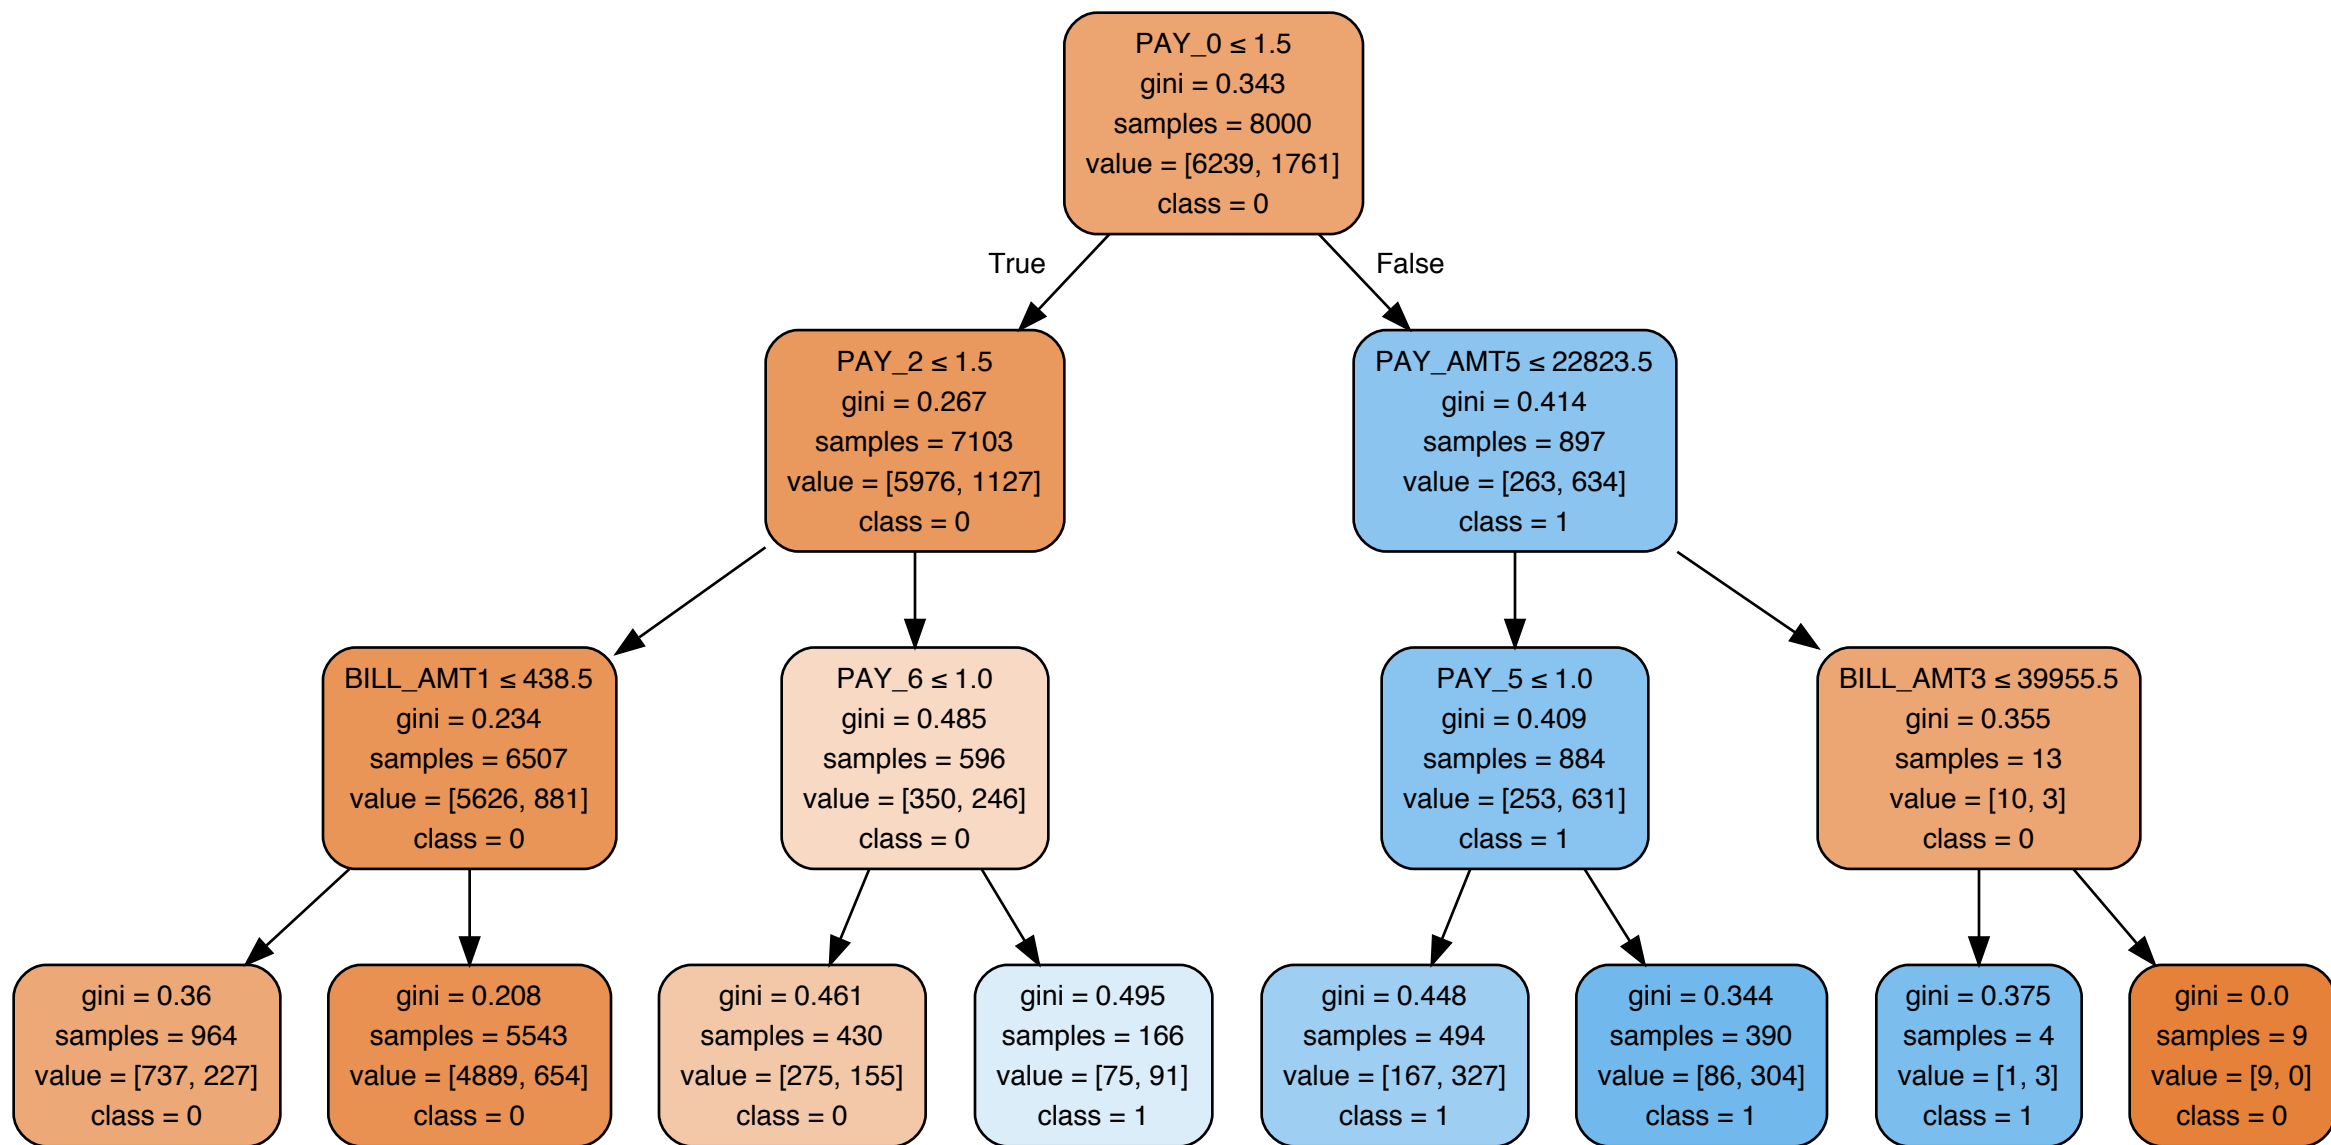 PAY_0 ≤ 1.5
gini = 0.343
samples = 8000
value = [6239, 1761]
class = 0
True
False
PAY_2 ≤ 1.5
gini = 0.267
samples = 7103
value = [5976, 1127]
class = 0
PAY_AMT5 ≤ 22823.5
gini = 0.414
samples = 897
value = [263, 634]
class = 1
BILL_AMT1 ≤ 438.5
gini = 0.234
samples = 6507
value = [5626, 881]
class = 0
PAY_6 ≤ 1.0
gini = 0.485
samples = 596
value = [350, 246]
class = 0
PAY_5 ≤ 1.0
gini = 0.409
samples = 884
value = [253, 631]
class = 1
BILL_AMT3 ≤ 39955.5
gini = 0.355
samples = 13
value = [10, 3]
class = 0
gini = 0.36
samples = 964
value = [737, 227]
class = 0
gini = 0.208
samples = 5543
value = [4889, 654]
class = 0
gini = 0.461
samples = 430
value = [275, 155]
class = 0
gini = 0.495
samples = 166
value = [75, 91]
class = 1
gini = 0.448
samples = 494
value = [167, 327]
class = 1
gini = 0.344
samples = 390
value = [86, 304]
class = 1
gini = 0.375
samples = 4
value = [1, 3]
class = 1
gini = 0.0
samples = 9
value = [9, 0]
class = 0